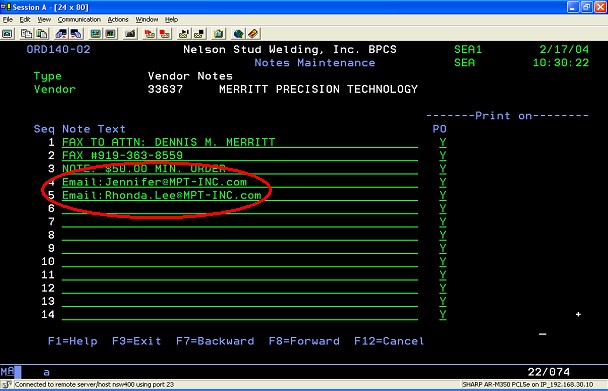 Session A - [24 x 80]
File Edit View Communication Actions Window Help
ORD140-02 Nelson Stud Welding, Inc. BPCS SEA1 2/17/04
Notes Maintenance SEA 10:30:22
Type Vendor Notes
Vendor 33637 MERRITT PRECISION TECHNOLOGY
-------Print on--------
Seq Note Text PO
1 FAX TO ATTN: DENNIS M. MERRITT Y
2 FAX #919-363-8559 Y
3 NOTE: $50.00 MIN. ORDER Y
4 Email:Jennifer@MPT-INC.com Y
5 Email:Rhonda.Lee@MPT-INC.com Y
6 Y
7 Y
8 Y
9 Y
10 Y
11 Y
12 Y
13 Y
14 Y +
F1=Help F3=Exit F7=Backward F8=Forward F12=Cancel
MA a 22/074
Connected to remote server/host nsw400 using port 23 SHARP AR-M350 PCL5e on IP_192.168.30.10